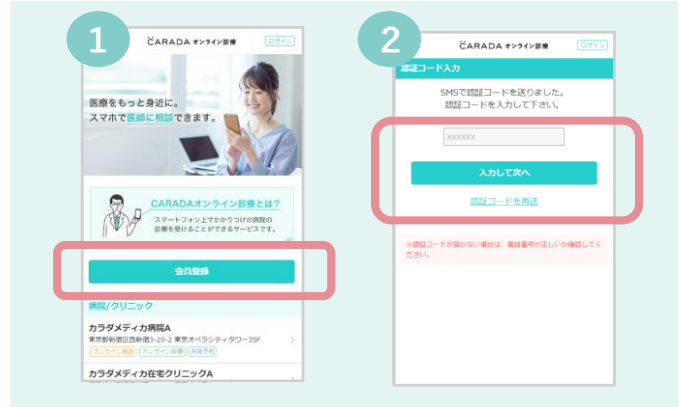 1
CARADA オンライン診療
ログイン
医療をもっと身近に。
スマホで医師に相談できます。
CARADAオンライン診療とは?
スマートフォン上でかかりつけの病院の
診療を受けることができるサービスです。
会員登録
病院/クリニック
カラダメディカ病院A
東京都新宿区西新宿3-20-2 東京オペラシティタワー35F
オンライン相談 オンライン診療 来院予約
カラダメディカ在宅クリニックA
2
CARADA オンライン診療
ログイン
認証コード入力
SMSで認証コードを送りました。
認証コードを入力して下さい。
XXXXXX
入力して次へ
認証コードを再送
※認証コードが届かない場合は、電話番号が正しいか確認してく
ださい。